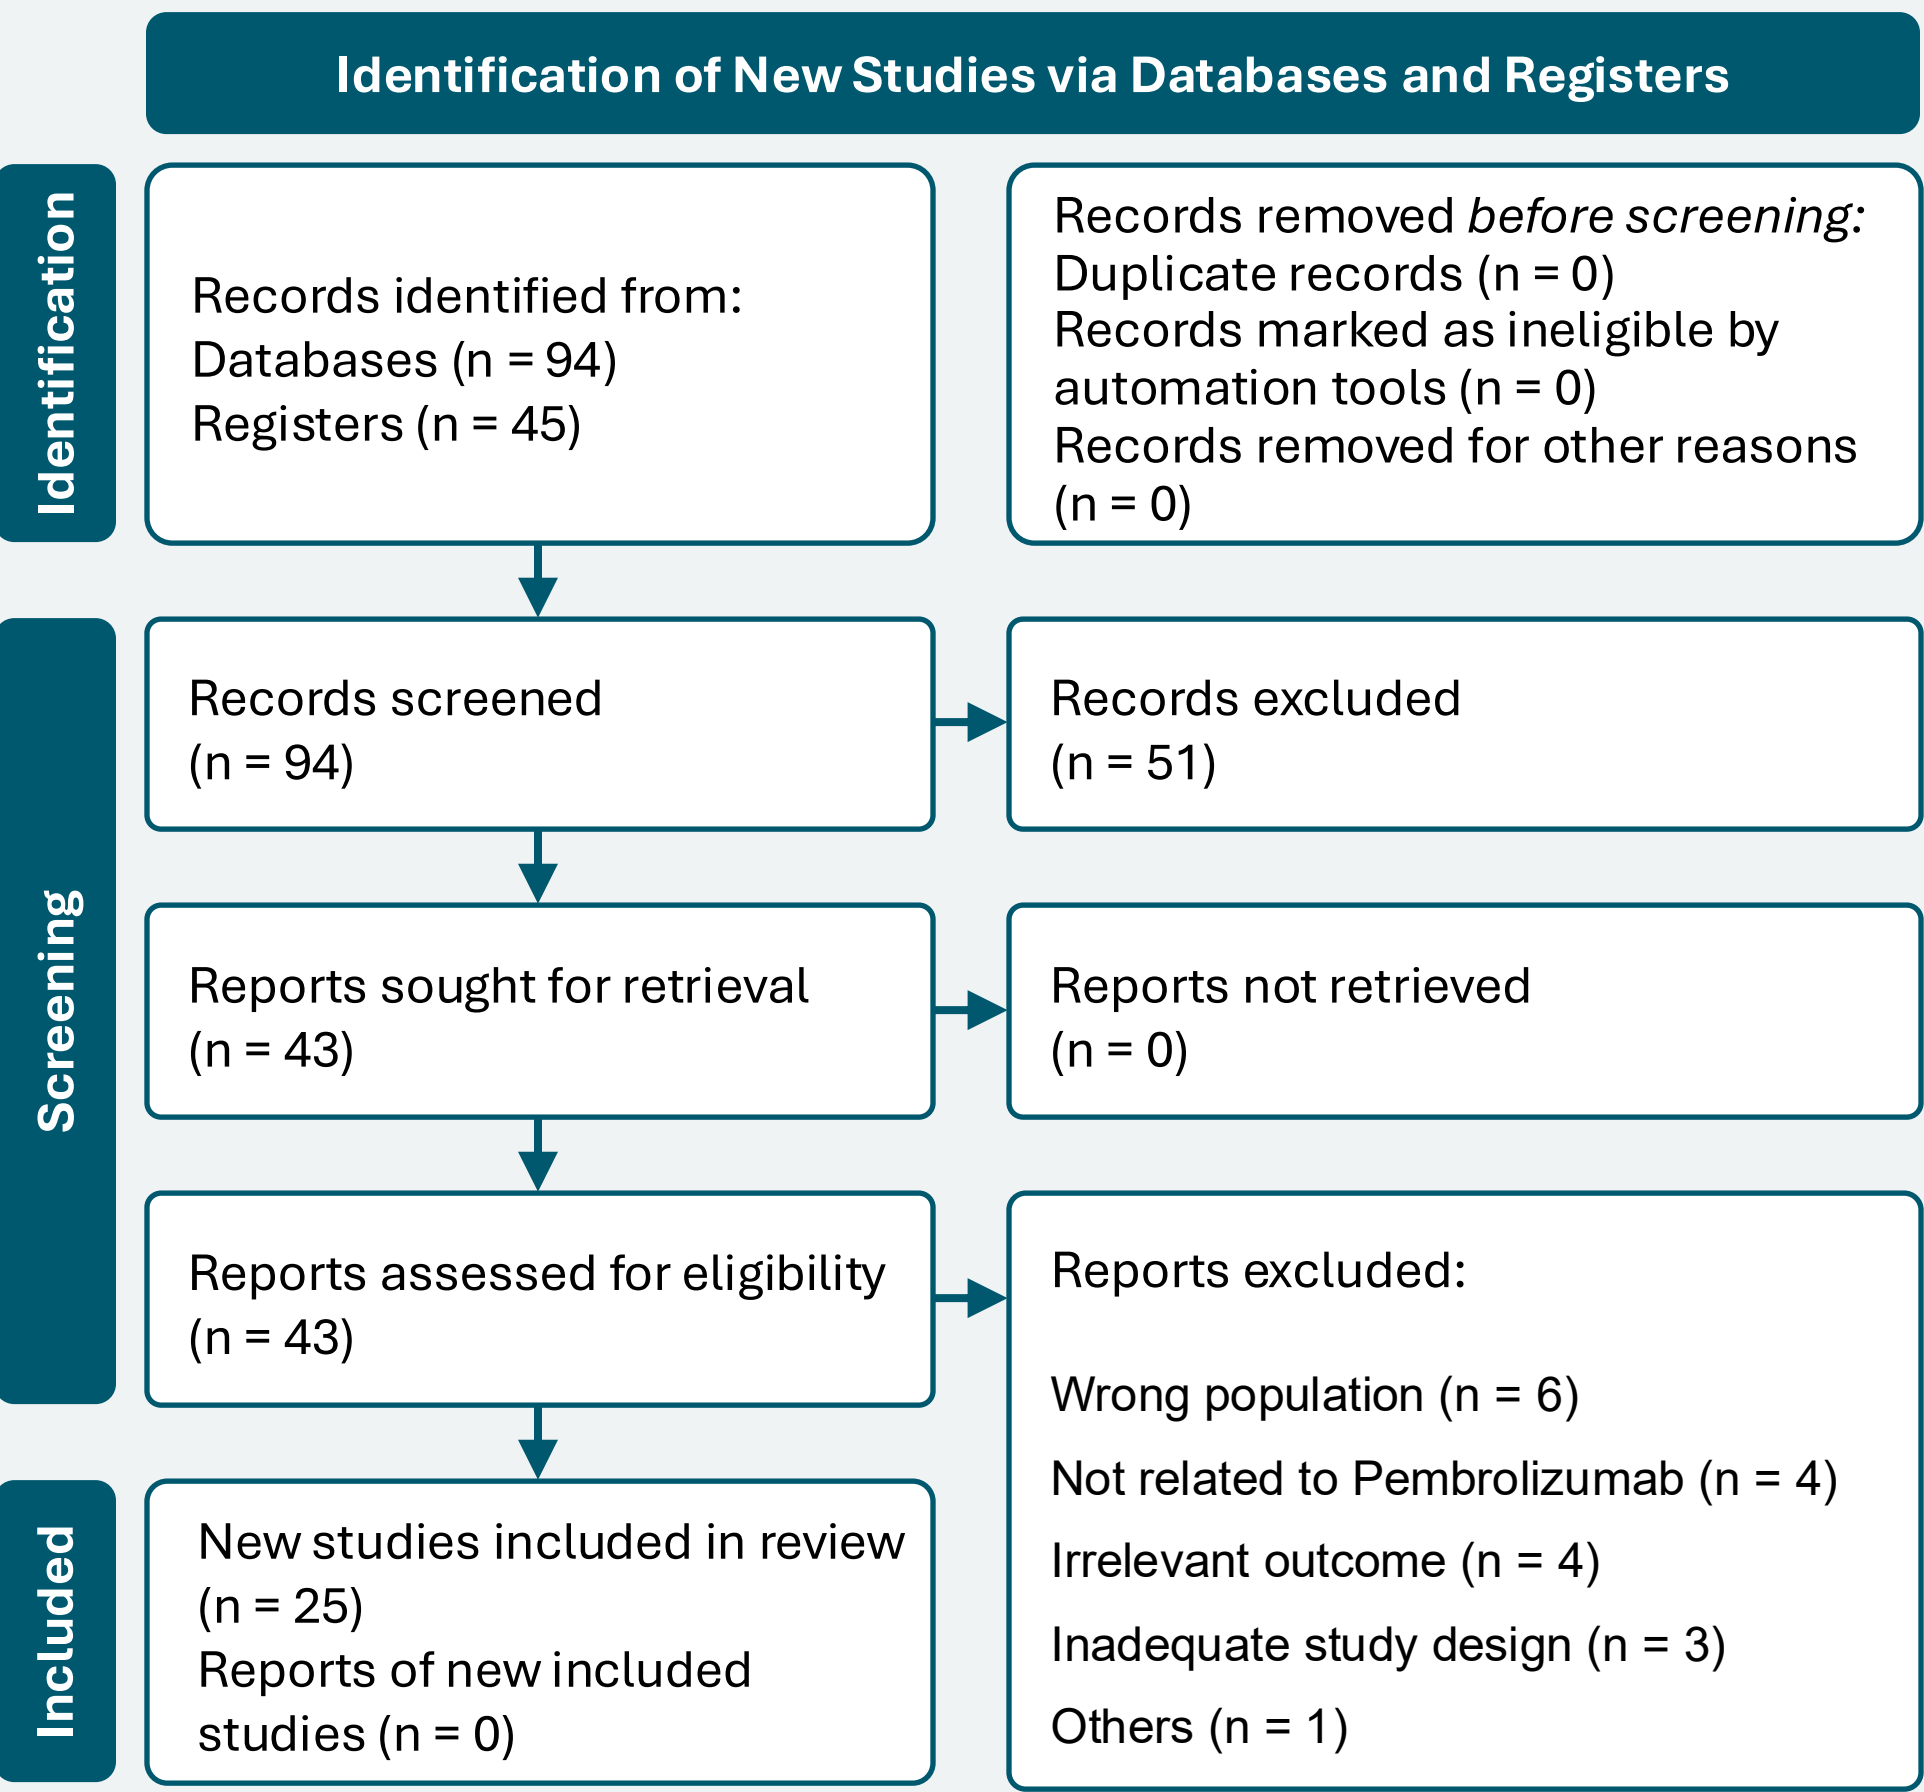 Identification of New Studies via Databases and Registers
Identification
Records identified from:
Databases (n = 94)
Registers (n = 45)
Records removed before screening:
Duplicate records (n = 0)
Records marked as ineligible by
automation tools (n = 0)
Records removed for other reasons
(n = 0)
Screening
Records screened
(n = 94)
Records excluded
(n = 51)
Reports sought for retrieval
(n = 43)
Reports not retrieved
(n = 0)
Reports assessed for eligibility
(n = 43)
Reports excluded:
Wrong population (n = 6)
Not related to Pembrolizumab (n = 4)
Irrelevant outcome (n = 4)
Inadequate study design (n = 3)
Others (n = 1)
Included
New studies included in review
(n = 25)
Reports of new included
studies (n = 0)